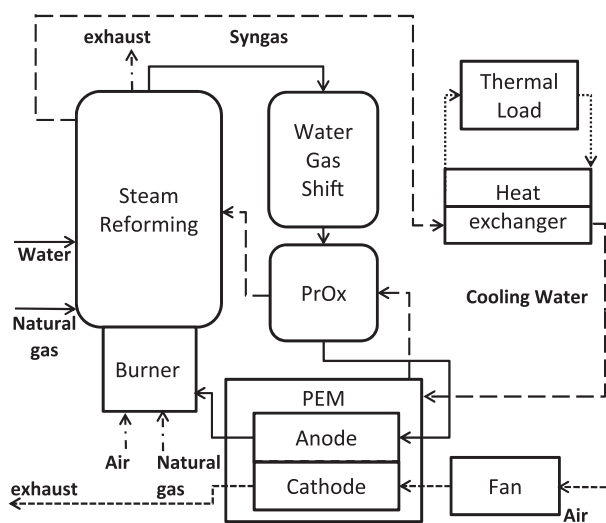 exhaust
Syngas
Thermal
Load
Water
Gas
Shift
Steam
Reforming
Heat
exchanger
Water
PrOx
Cooling Water
Natural
gas
Burner
PEM
Anode
Air
Natural
gas
exhaust
Cathode
Fan
Air